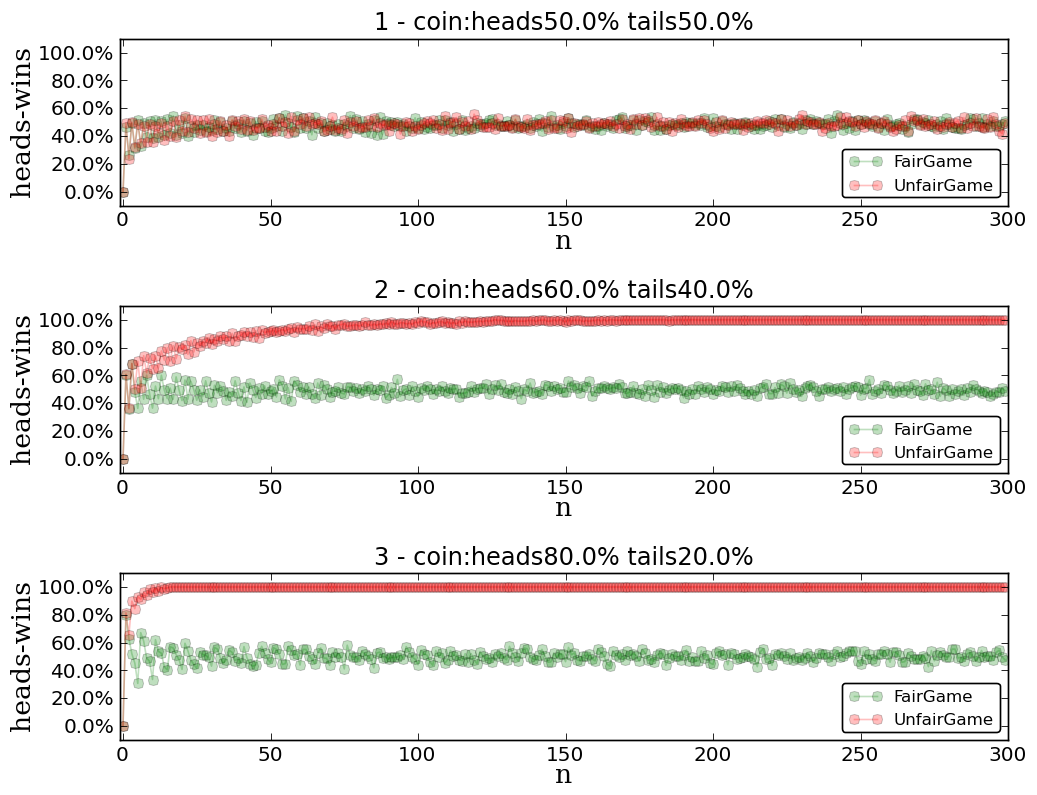 1 - coin:heads50.0% tails50.0%
heads-wins
100.0%
80.0%
60.0%
40.0%
20.0%
0.0%
FairGame
UnfairGame
0 50 100 150 200 250 300
n
2 - coin:heads60.0% tails40.0%
heads-wins
100.0%
80.0%
60.0%
40.0%
20.0%
0.0%
FairGame
UnfairGame
0 50 100 150 200 250 300
n
3 - coin:heads80.0% tails20.0%
heads-wins
100.0%
80.0%
60.0%
40.0%
20.0%
0.0%
FairGame
UnfairGame
0 50 100 150 200 250 300
n